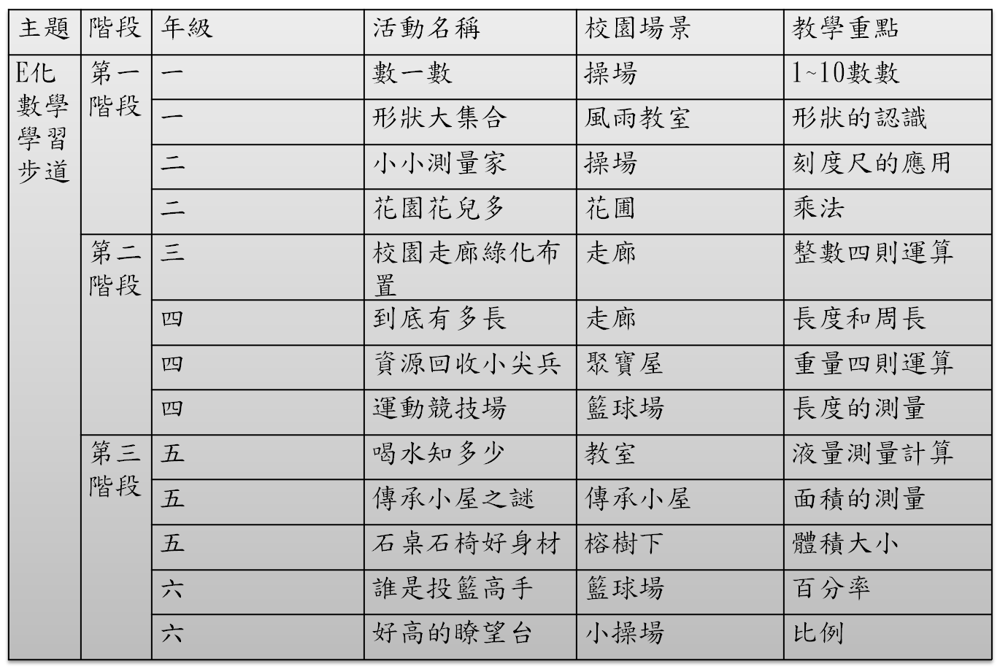 主題 階段 年級 活動名稱 校園場景 教學重點
E化 第一 一 數一數 操場 1~10數數
數學 階段
學習 一 形狀大集合 風雨教室 形狀的認識
步道 二 小小測量家 操場 刻度尺的應用
二 花園花兒多 花圃 乘法
第二 三 校園走廊綠化布 走廊 整數四則運算
階段 置
四 到底有多長 走廊 長度和周長
四 資源回收小尖兵 聚寶屋 重量四則運算
四 運動競技場 籃球場 長度的測量
第三 五 喝水知多少 教室 液量測量計算
階段
五 傳承小屋之謎 傳承小屋 面積的測量
五 石桌石椅好身材 榕樹下 體積大小
六 誰是投籃高手 籃球場 百分率
六 好高的瞭望台 小操場 比例